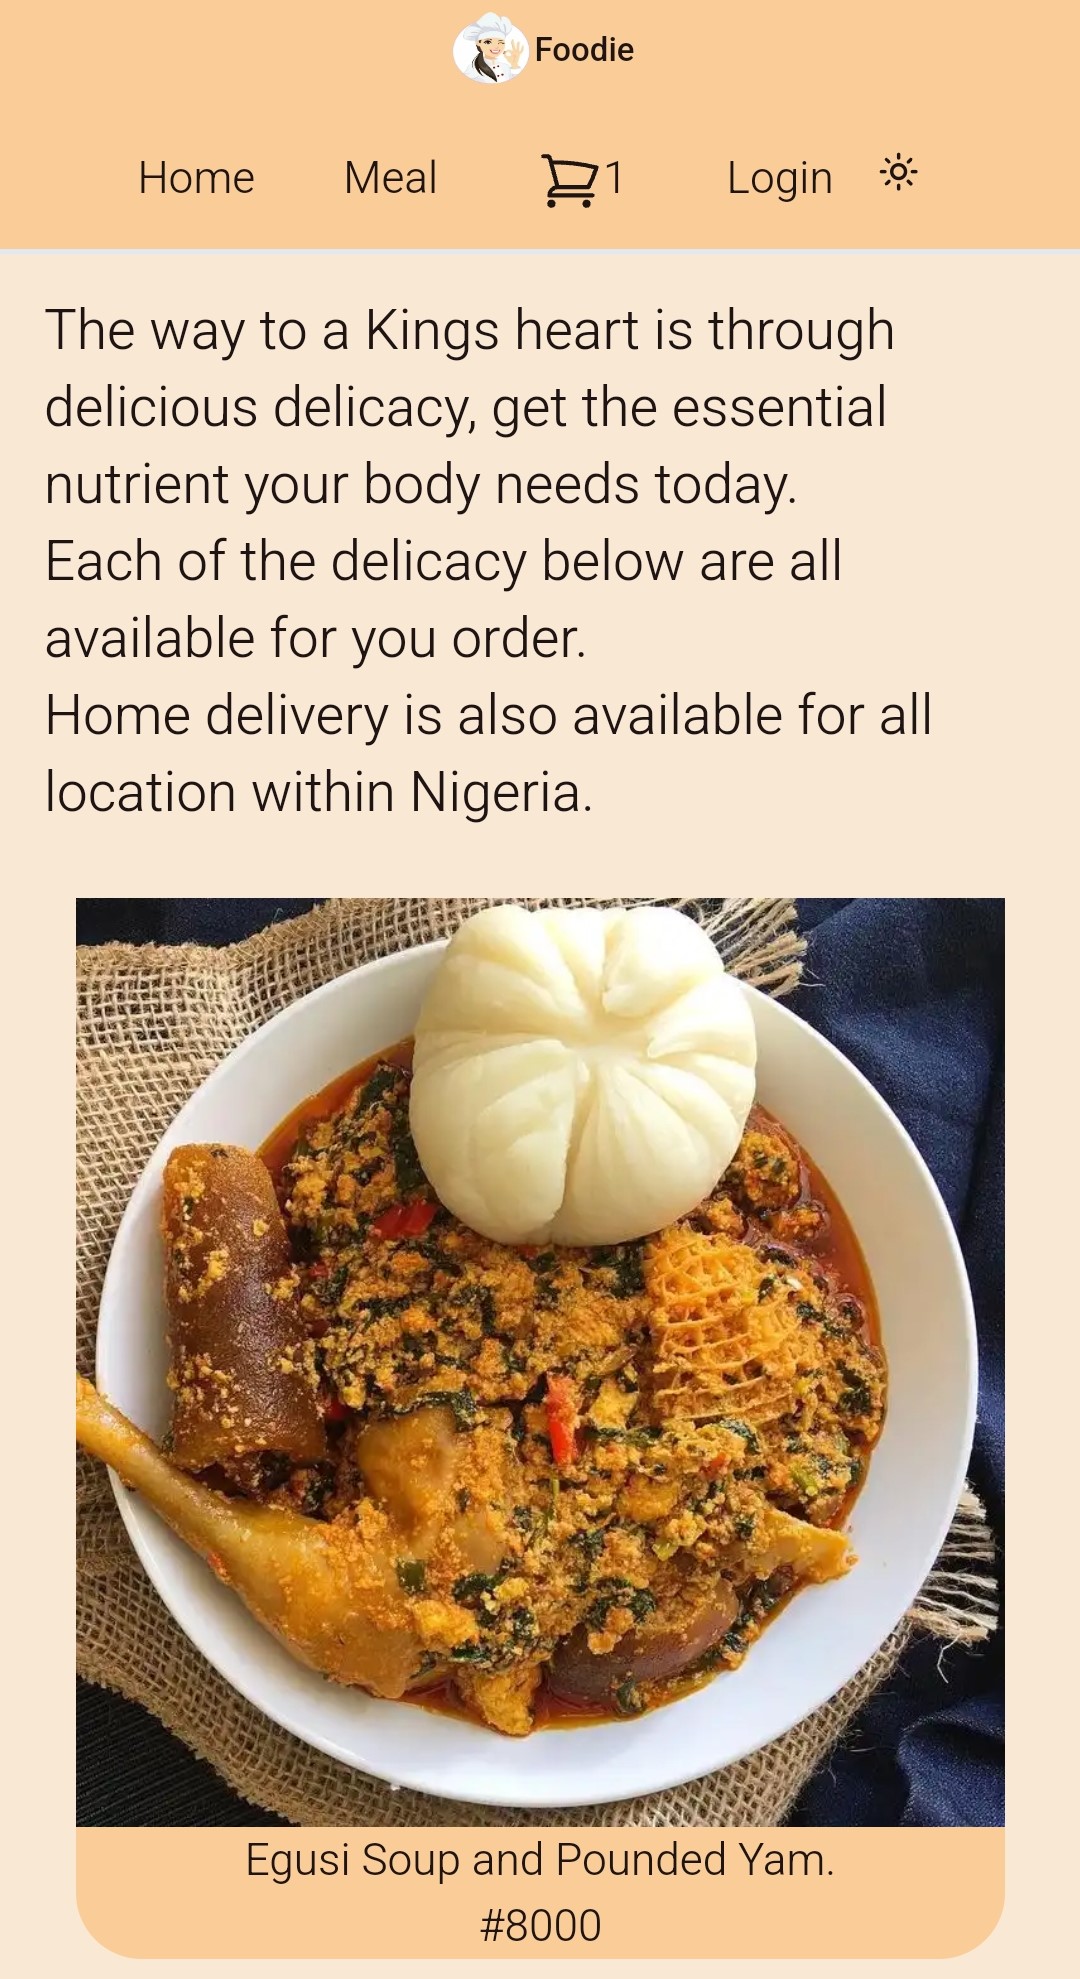 Foodie
Home Meal 1 Login
The way to a Kings heart is through
delicious delicacy, get the essential
nutrient your body needs today.
Each of the delicacy below are all
available for you order.
Home delivery is also available for all
location within Nigeria.
Egusi Soup and Pounded Yam.
#8000